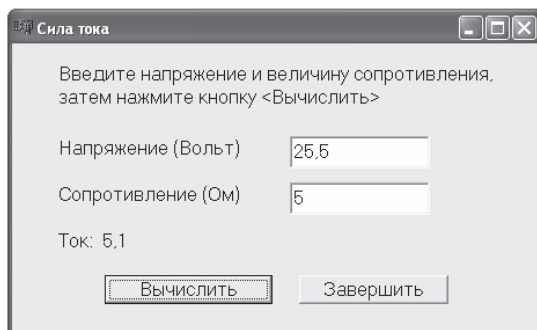 Сила тока
Введите напряжение и величину сопротивления,
затем нажмите кнопку <Вычислить>
Напряжение (Вольт) 25,5
Сопротивление (Ом) 5
Ток: 5,1
Вычислить Завершить